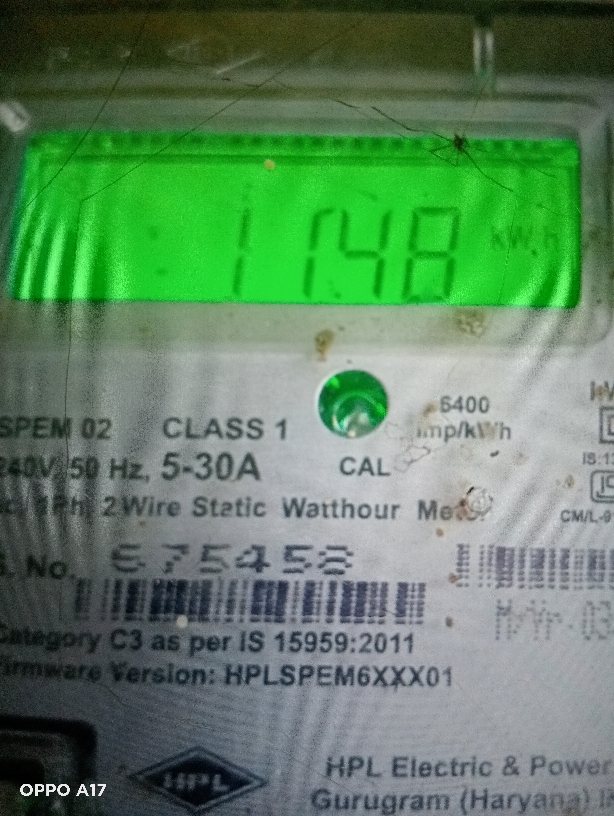 kW.h
CLASS 1
6400
imp/kWh
SPEM 02
240V, 50 Hz, 5-30A
CAL
1Ph, 2Wire Static Watthour
S. No. 675458
Category C3 as per IS 15959:2011
Firmware Version: HPLSPEM6XXX01
HPL
HPL Electric & Power
Gurugram (Haryana)
OPPO A17